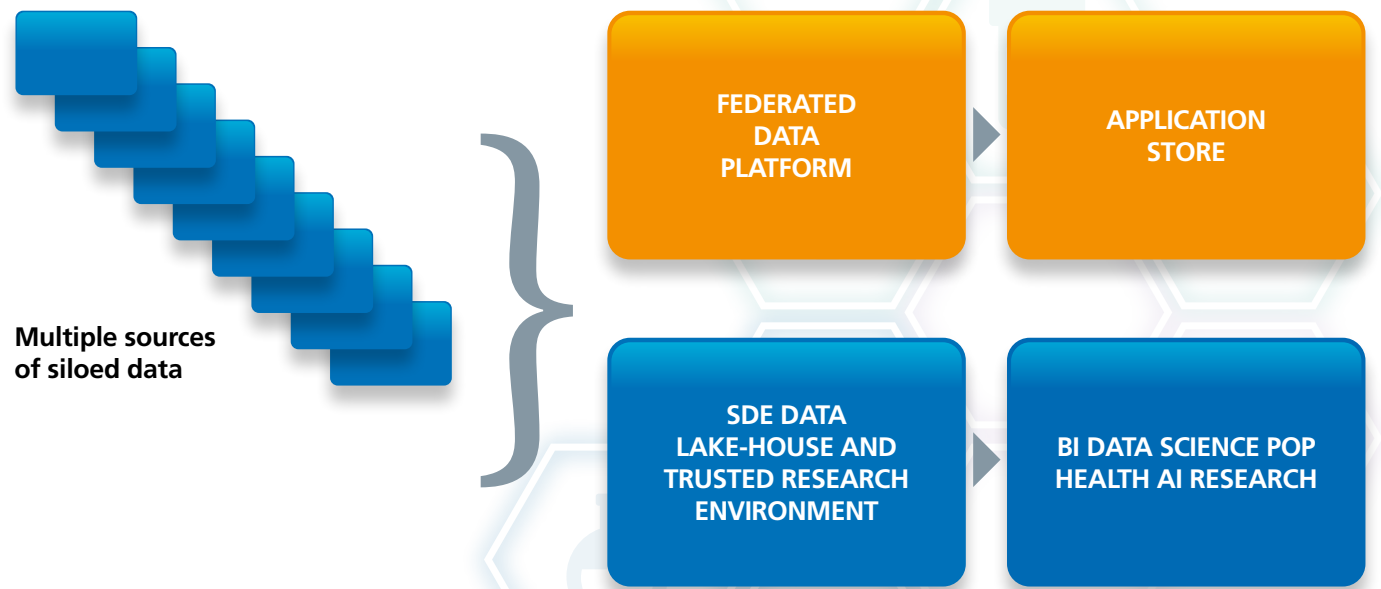 Multiple sources
of siloed data
FEDERATED
DATA
PLATFORM
APPLICATION
STORE
SDE DATA
LAKE-HOUSE AND
TRUSTED RESEARCH
ENVIRONMENT
BI DATA SCIENCE POP
HEALTH AI RESEARCH